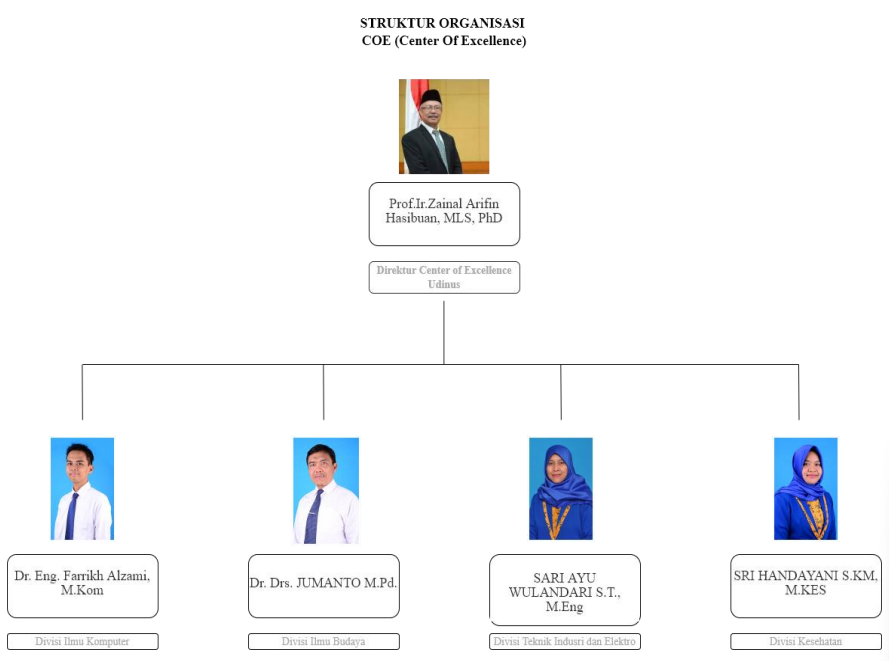 STRUKTUR ORGANISASI
COE (Center Of Excellence)
Prof.Ir.Zainal Arifin
Hasibuan, MLS, PhD
Direktur Center of Excellence
Udinus
Dr. Eng. Farrikh Alzami,
M.Kom
Divisi Ilmu Komputer
Dr. Drs. JUMANTO M.Pd.
Divisi Ilmu Budaya
SARI AYU
WULANDARI S.T.,
M.Eng
Divisi Teknik Indusri dan Elektro
SRI HANDAYANI S.KM,
M.KES
Divisi Kesehatan